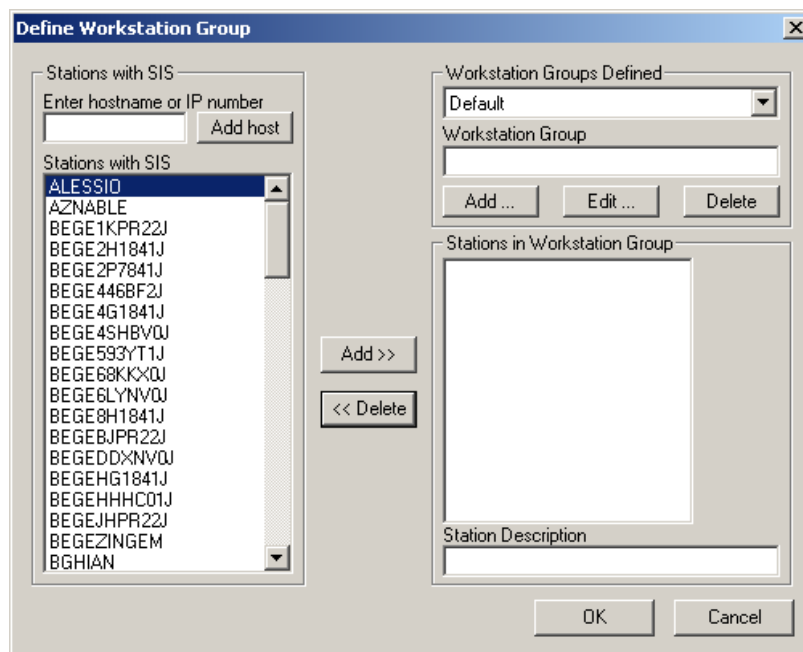 Define Workstation Group
Stations with SIS
Enter hostname or IP number
Add host
Stations with SIS
ALESSIO
AZNABLE
BEGE1KPR22J
BEGE2H1841J
BEGE2P7841J
BEGE446BF2J
BEGE4G1841J
BEGE4SHBV0J
BEGE593YT1J
BEGE68KKX0J
BEGE6LYNV0J
BEGE8H1841J
BEGEBJPR22J
BEGEDDXNV0J
BEGEHG1841J
BEGEHHHC01J
BEGEJHPR22J
BEGEZINGEM
BGHIAN
Add >>
<< Delete
Workstation Groups Defined
Default
Workstation Group
Add ...
Edit ...
Delete
Stations in Workstation Group
Station Description
OK
Cancel